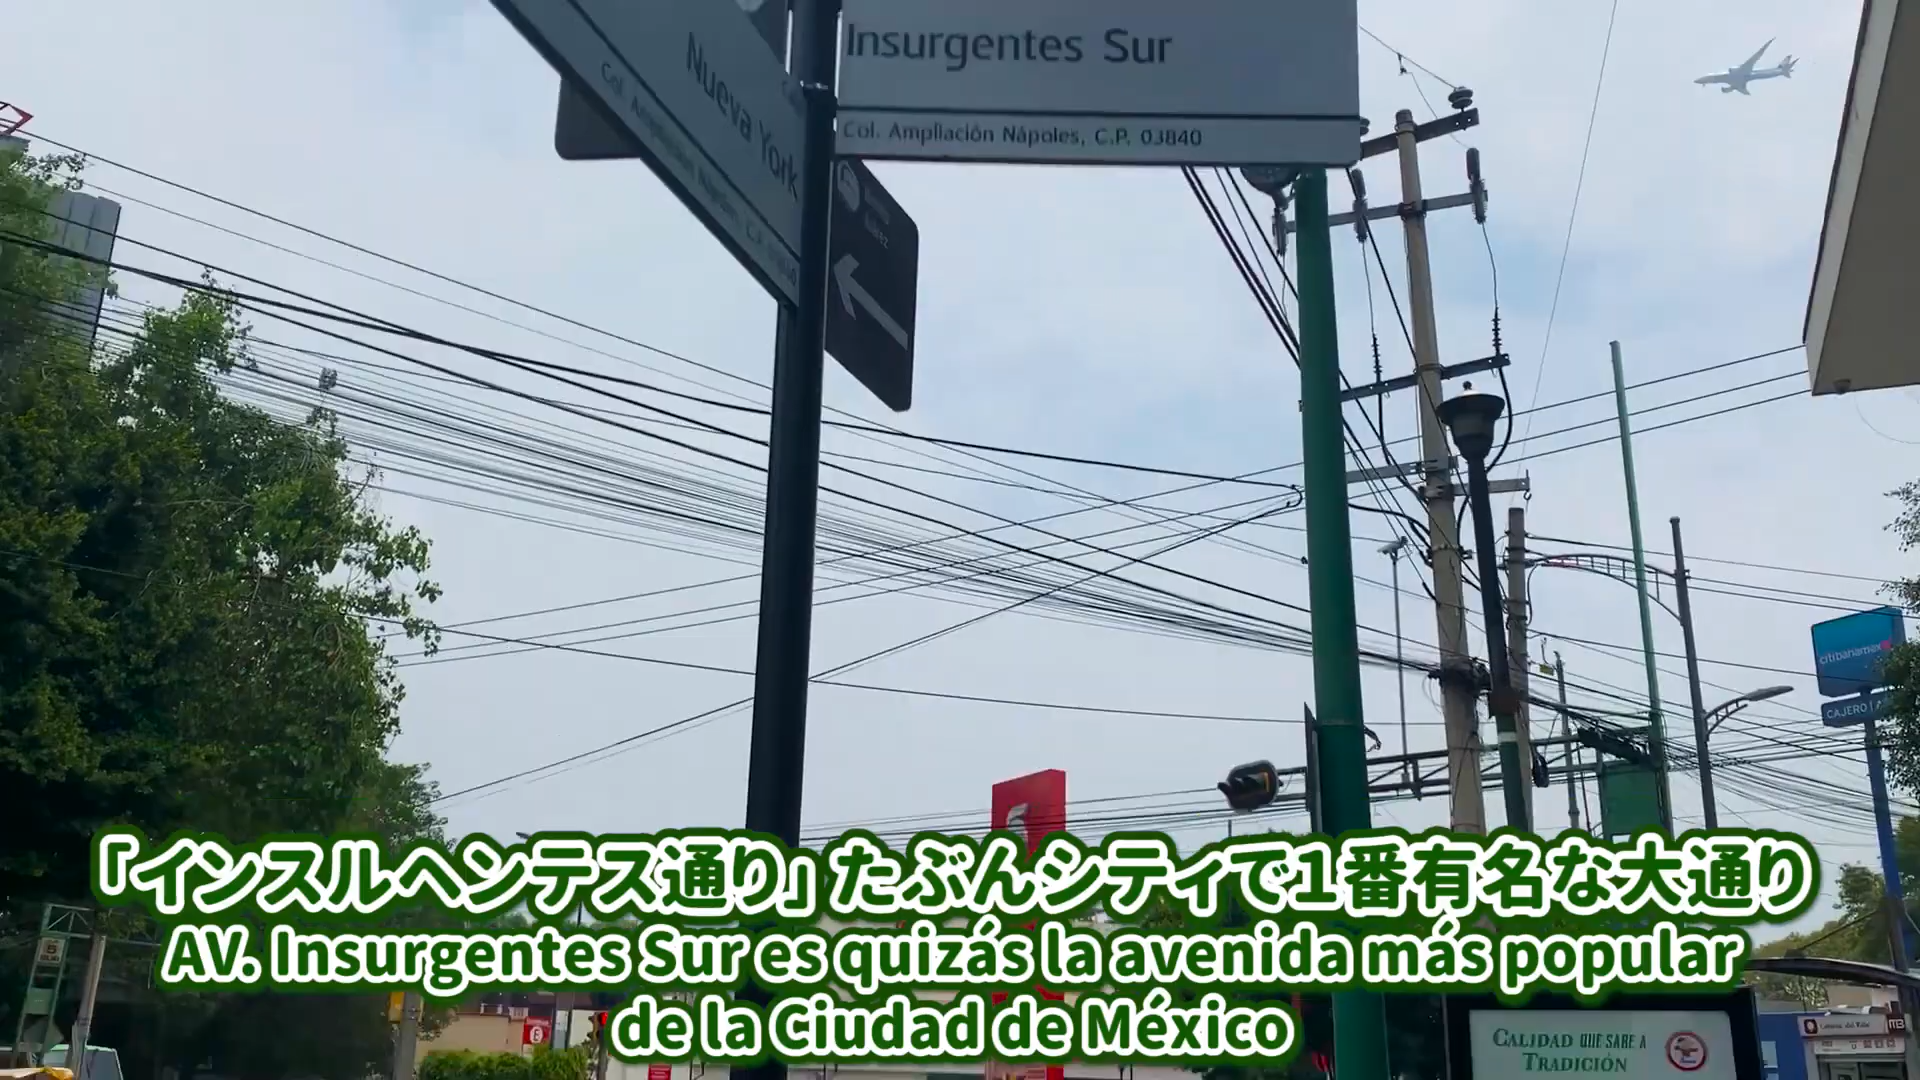 Insurgentes Sur
Col. Ampliación Nápoles, C.P. 03840
Nueva York
citibanamex
CAJERO
「インスルヘンテス通り」たぶんシティで1番有名な大通り
AV. Insurgentes Sur es quizás la avenida más popular
de la Ciudad de México
CALIDAD QUE SABE A
TRADICIÓN